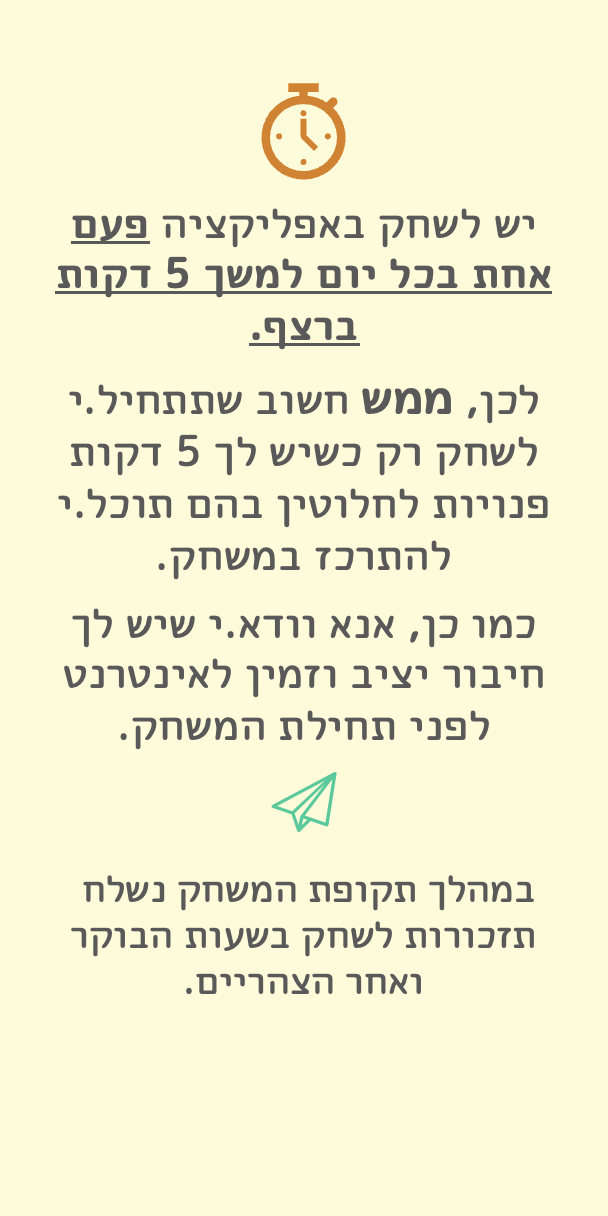 יש לשחק באפליקציה פעם
אחת בכל יום למשך 5 דקות
ברצף.
לכן, ממש חשוב שתתחיל.י
לשחק רק כשיש לך 5 דקות
פנויות לחלוטין בהם תוכל.י
להתרכז במשחק.
כמו כן, אנא וודא.י שיש לך
חיבור יציב וזמין לאינטרנט
לפני תחילת המשחק.
במהלך תקופת המשחק נשלח
תזכורות לשחק בשעות הבוקר
ואחר הצהריים.